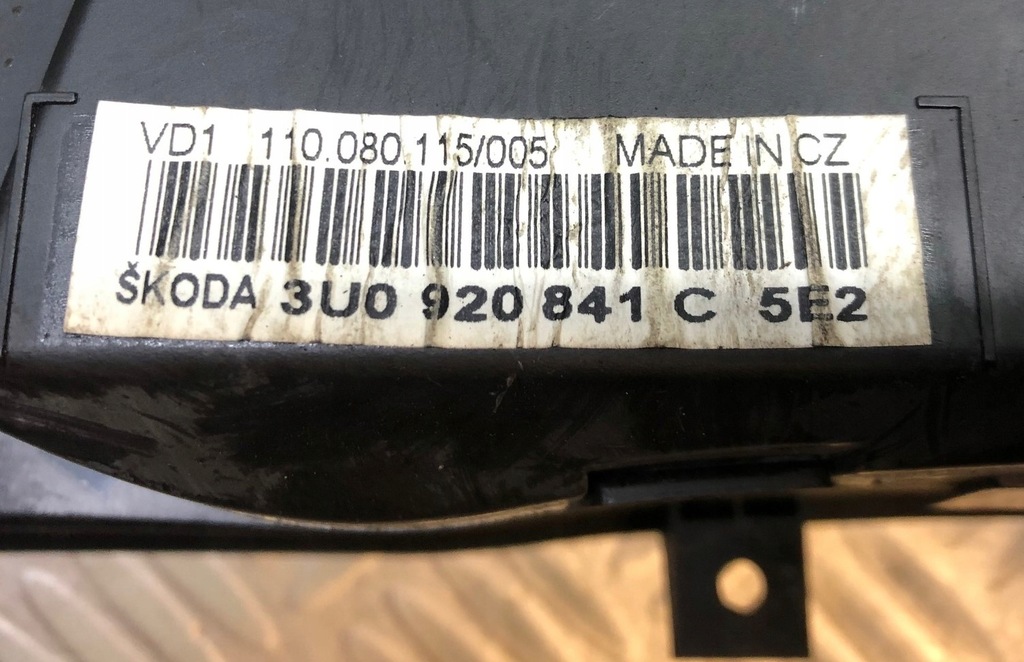 VD1 110.080.115/005 MADE IN CZ
ŠKODA 3U0 920 841 C 5E2